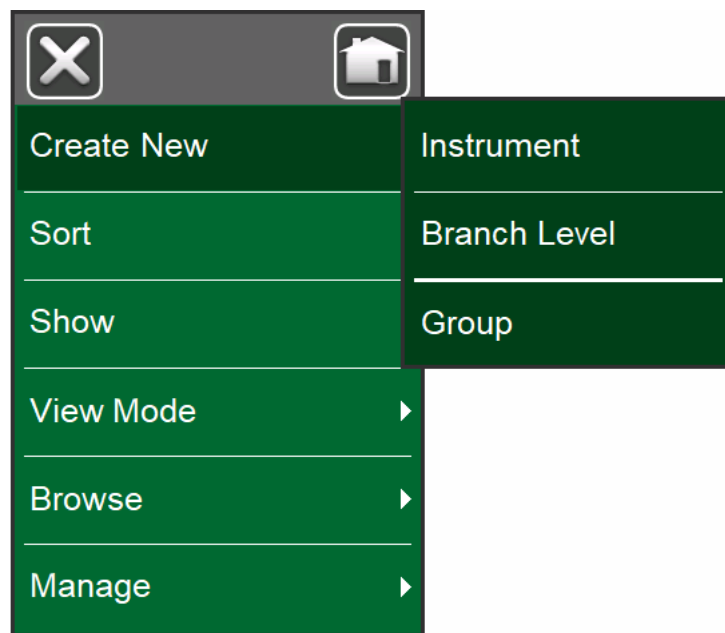 Create New
Sort
Show
View Mode
Browse
Manage
Instrument
Branch Level
Group